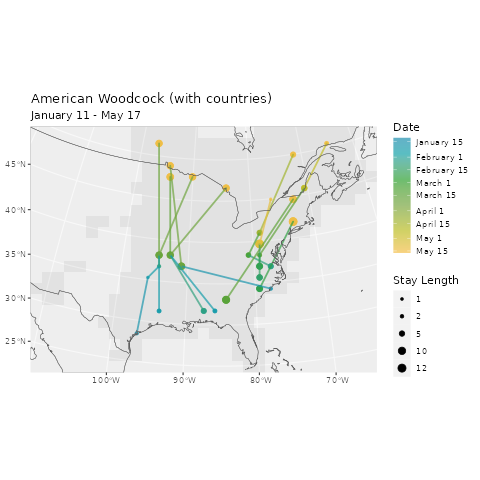 American Woodcock (with countries)
January 11 - May 17
45°N
40°N
35°N
30°N
25°N
100°W
90°W
80°W
70°W
Date
January 15
February 1
February 15
March 1
March 15
April 1
April 15
May 1
May 15
Stay Length
1
2
5
10
12